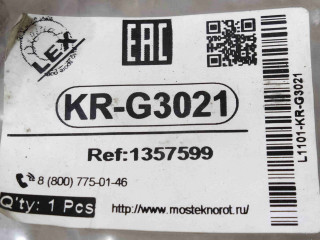 LEX
EAC
KR-G3021
Ref:1357599
8 (800) 775-01-46
Q'ty: 1 Pcs
http://www.mosteknorot.ru/
L1101-KR-G3021